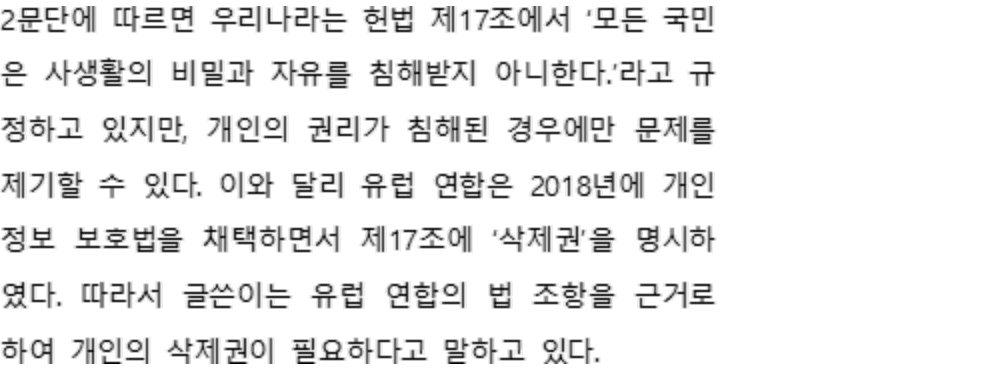 2문단에 따르면 우리나라는 헌법 제17조에서 ‘모든 국민
은 사생활의 비밀과 자유를 침해받지 아니한다.’라고 규
정하고 있지만, 개인의 권리가 침해된 경우에만 문제를
제기할 수 있다. 이와 달리 유럽 연합은 2018년에 개인
정보 보호법을 채택하면서 제17조에 ‘삭제권’을 명시하
였다. 따라서 글쓴이는 유럽 연합의 법 조항을 근거로
하여 개인의 삭제권이 필요하다고 말하고 있다.